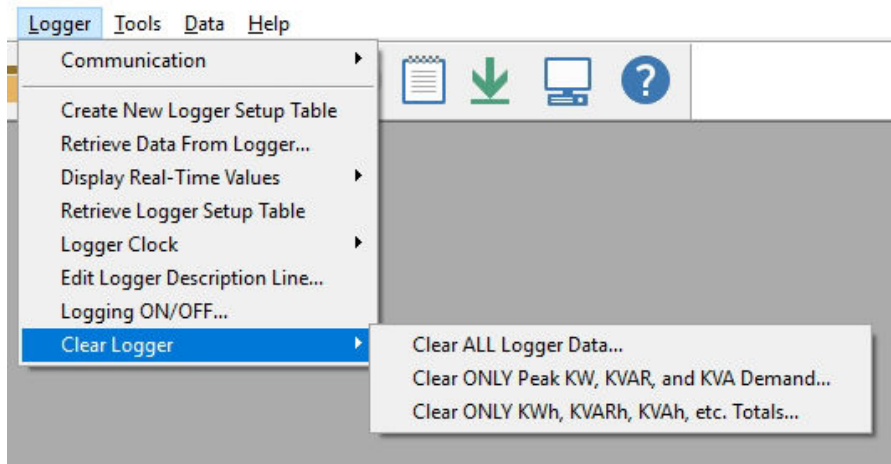 Logger Tools Data Help
Communication
?
Create New Logger Setup Table
Retrieve Data From Logger...
Display Real-Time Values
Retrieve Logger Setup Table
Logger Clock
Edit Logger Description Line...
Logging ON/OFF...
Clear Logger
Clear ALL Logger Data...
Clear ONLY Peak KW, KVAR, and KVA Demand...
Clear ONLY KWh, KVARh, KVAh, etc. Totals...